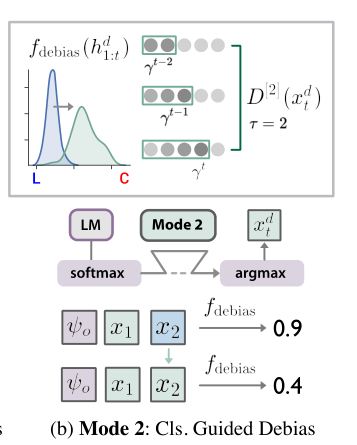 f_debias(h^d_{1:t})
γ^{t−2}
γ^{t−1}
D^{[2]}(x^d_t)
τ = 2
γ^t
L C
LM Mode 2 x^d_t
softmax argmax
ψ_o x_1 x_2 f_debias 0.9
ψ_o x_1 x_2 f_debias 0.4
s (b) Mode 2: Cls. Guided Debias